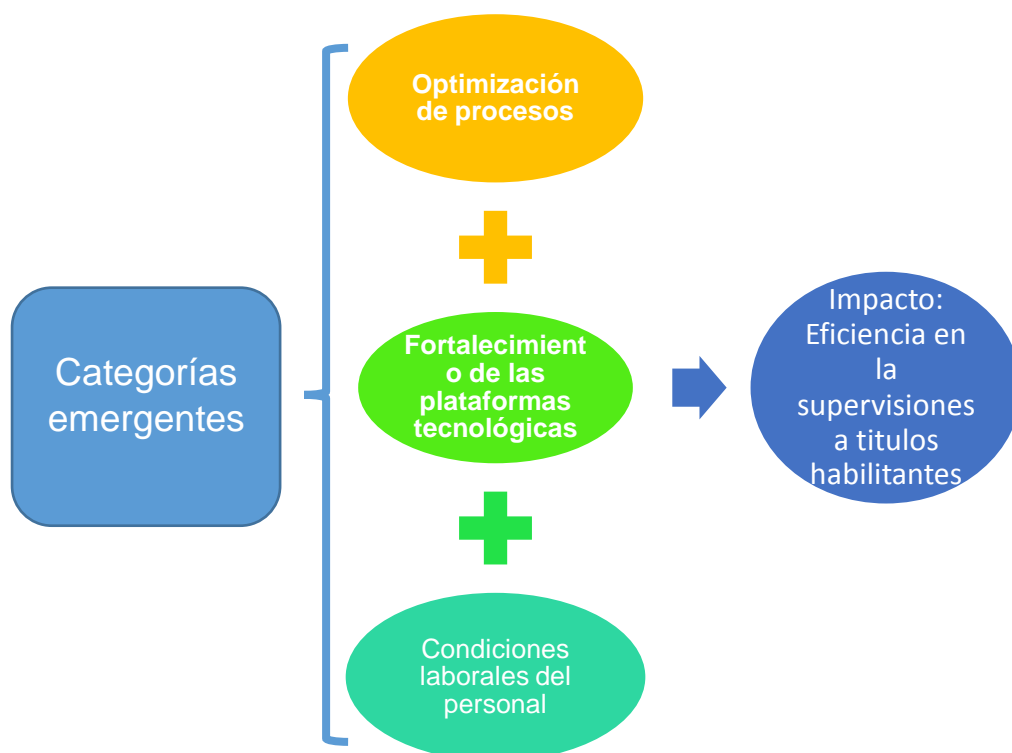 Categorías
emergentes
Optimización
de procesos
Fortalecimient
o de las
plataformas
tecnológicas
Condiciones
laborales del
personal
Impacto:
Eficiencia en
la
supervisiones
a titulos
habilitantes